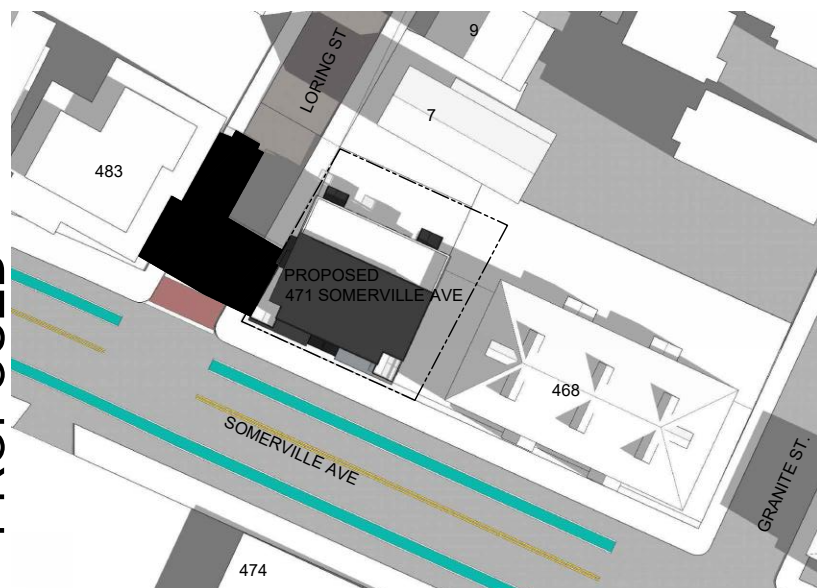 9
LORING ST
7
483
PROPOSED
471 SOMERVILLE AVE
468
SOMERVILLE AVE
GRANITE ST.
474